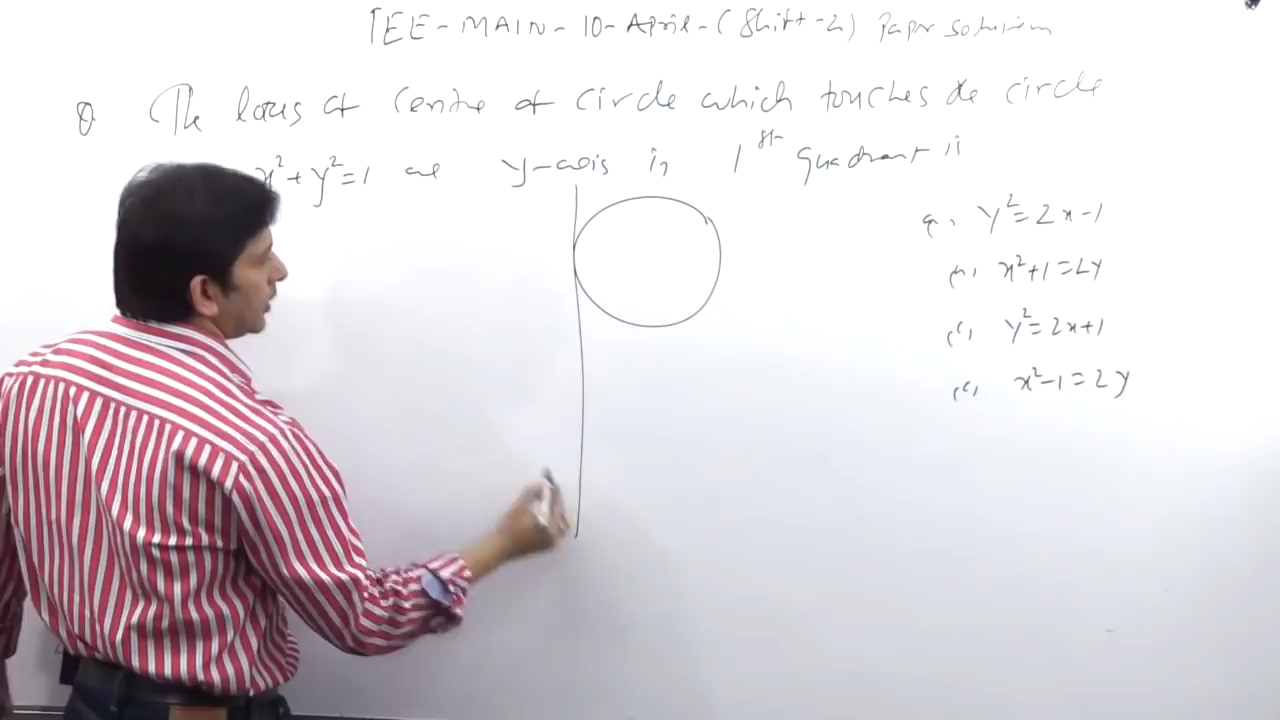 JEE-MAIN-10-April-(Shift-2) Paper solution
Q The locus of centre of circle which touches the circle
x²+y²=1 and y-axis in 1st quadrant is
y²=2x-1
x²+1=2y
y²=2x+1
x²-1=2y